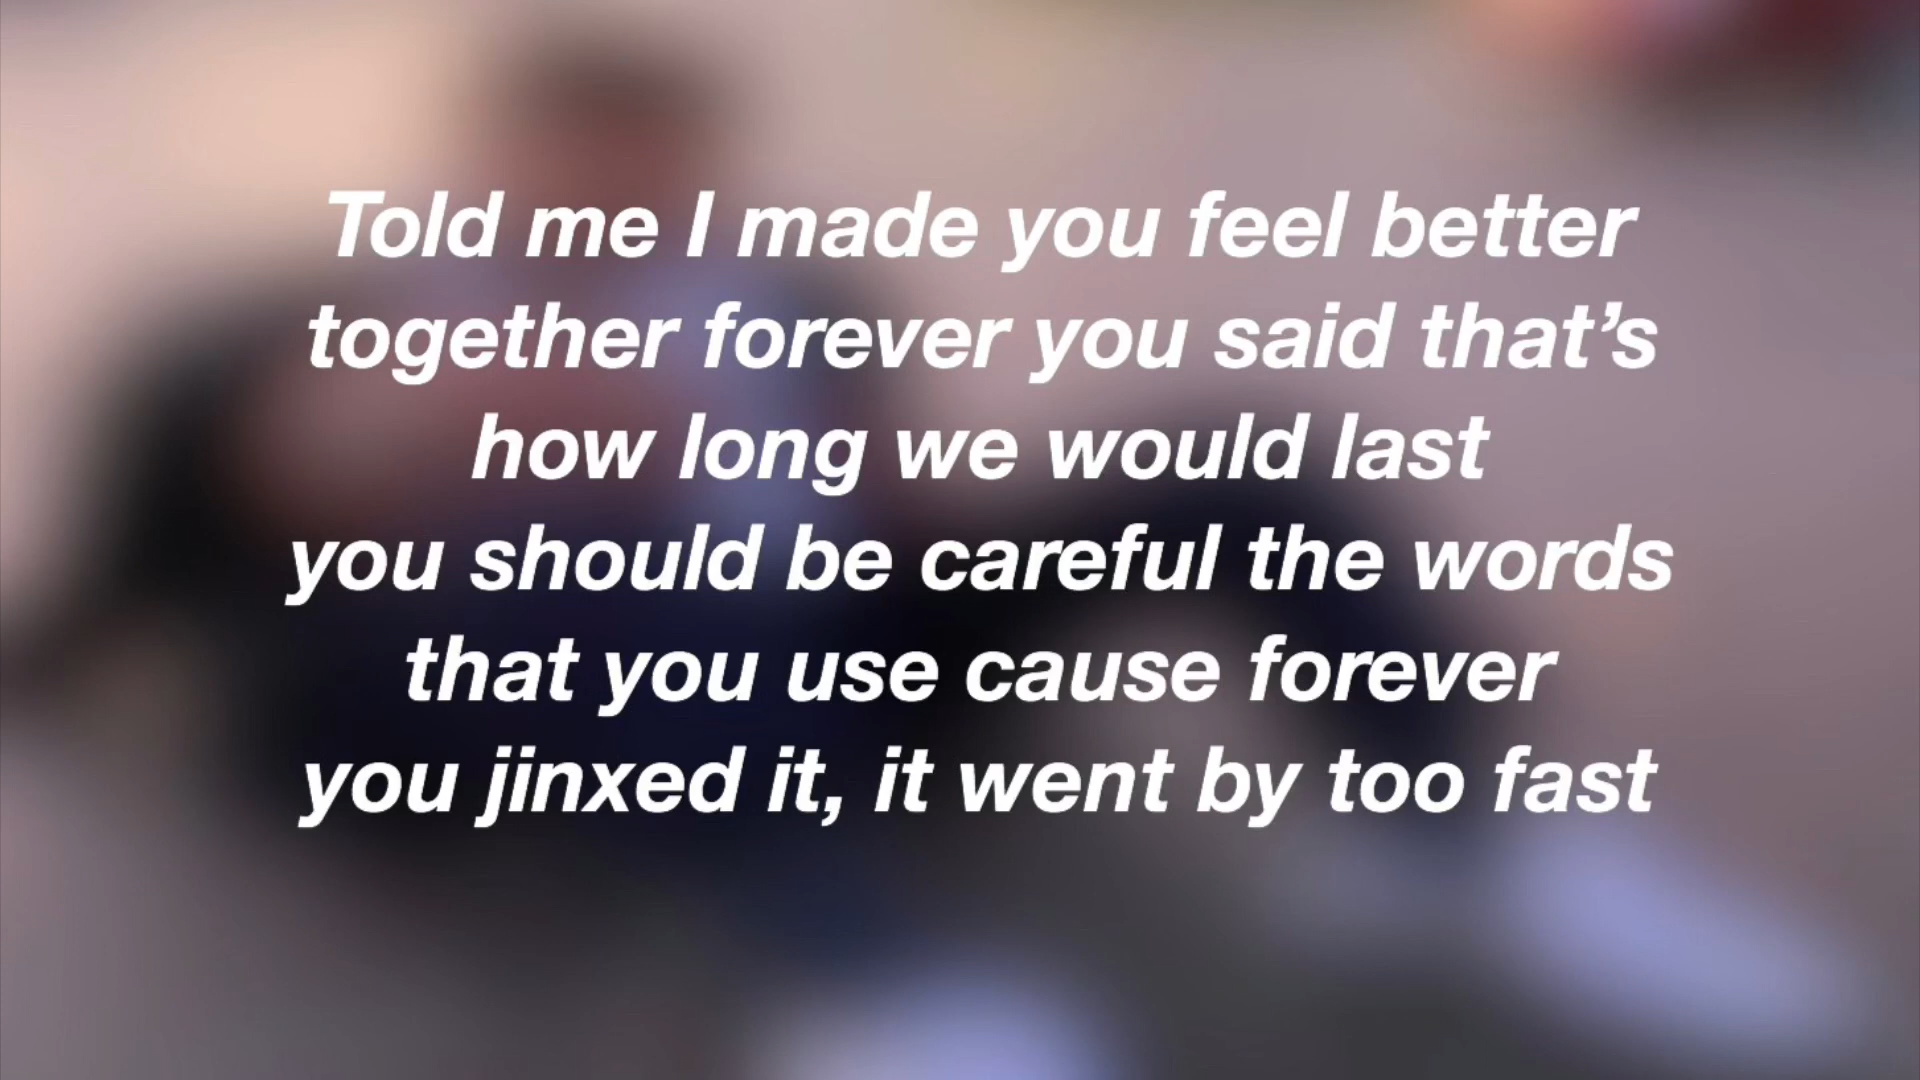 Told me I made you feel better
together forever you said that’s
how long we would last
you should be careful the words
that you use cause forever
you jinxed it, it went by too fast